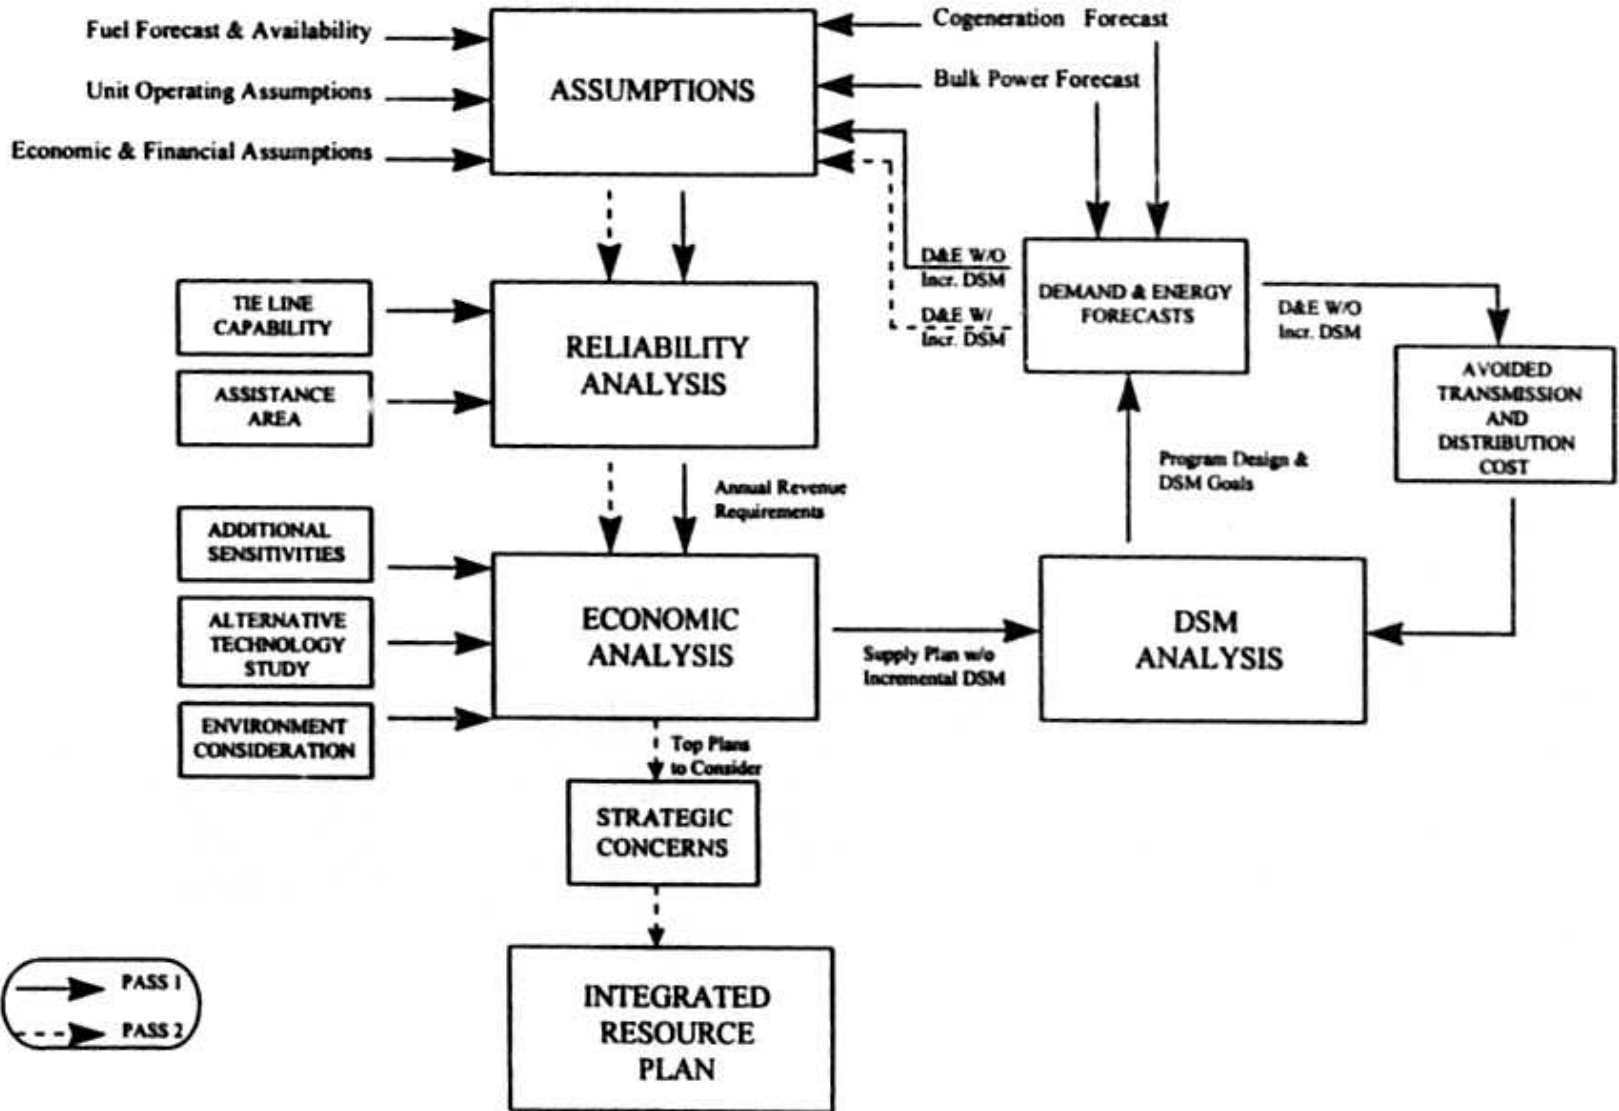 Fuel Forecast & Availability
Unit Operating Assumptions
Economic & Financial Assumptions
ASSUMPTIONS
Cogeneration Forecast
Bulk Power Forecast
D&E W/O
Incr. DSM
D&E W/
Incr. DSM
DEMAND & ENERGY
FORECASTS
D&E W/O
Incr. DSM
AVOIDED
TRANSMISSION
AND
DISTRIBUTION
COST
TIE LINE
CAPABILITY
ASSISTANCE
AREA
RELIABILITY
ANALYSIS
Program Design &
DSM Goals
Annual Revenue
Requirements
ADDITIONAL
SENSITIVITIES
ALTERNATIVE
TECHNOLOGY
STUDY
ENVIRONMENT
CONSIDERATION
ECONOMIC
ANALYSIS
Supply Plan w/o
Incremental DSM
DSM
ANALYSIS
Top Plans
to Consider
STRATEGIC
CONCERNS
INTEGRATED
RESOURCE
PLAN
PASS 1
PASS 2